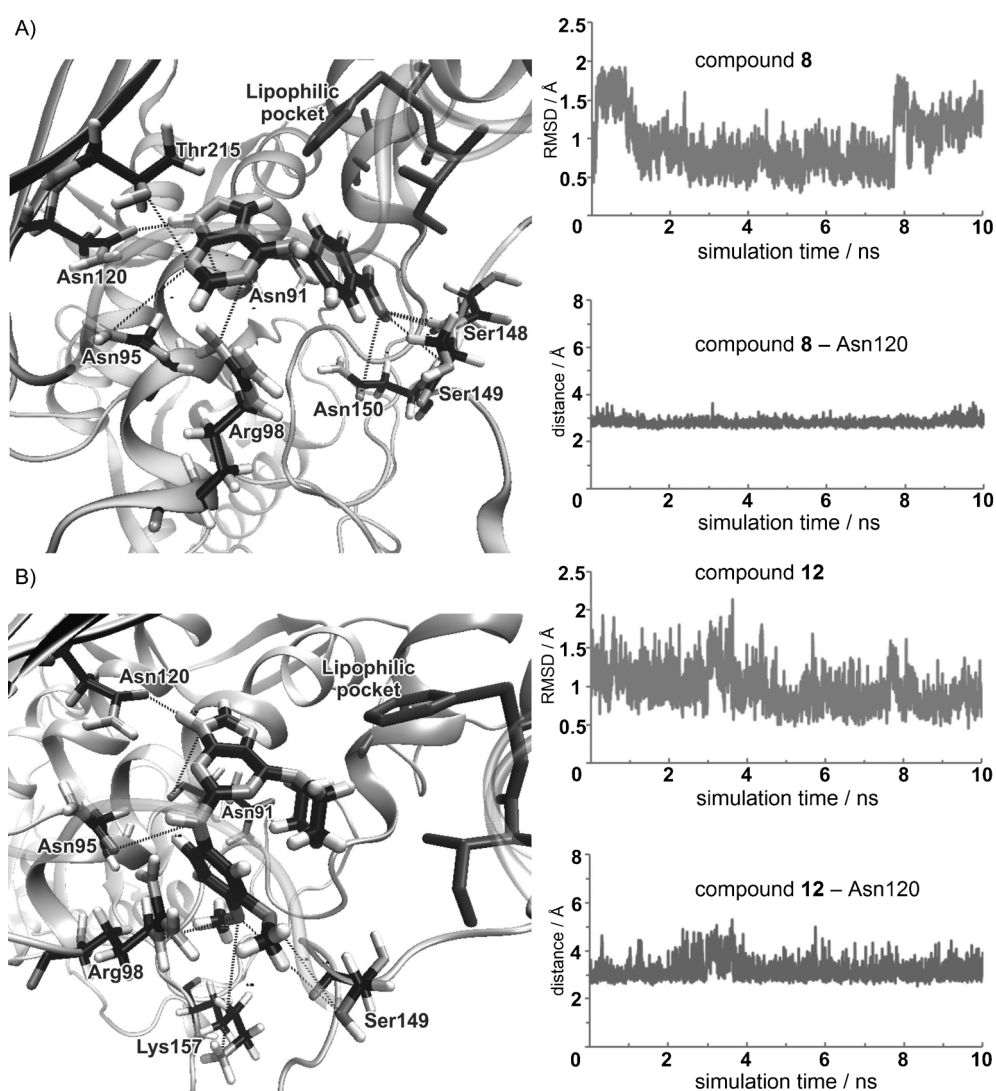 A)
Lipophilic
pocket
Thr215
Asn120
Asn91
Asn95
Arg98
Asn150
Ser148
Ser149
compound 8
RMSD / Å
2.5
2
1.5
1
0.5
0
2
4
6
8
10
simulation time / ns
compound 8 – Asn120
distance / Å
8
6
4
2
0
2
4
6
8
10
simulation time / ns
B)
Asn120
Lipophilic
pocket
Asn91
Asn95
Arg98
Lys157
Ser149
compound 12
RMSD / Å
2.5
2
1.5
1
0.5
0
2
4
6
8
10
simulation time / ns
compound 12 – Asn120
distance / Å
8
6
4
2
0
2
4
6
8
10
simulation time / ns